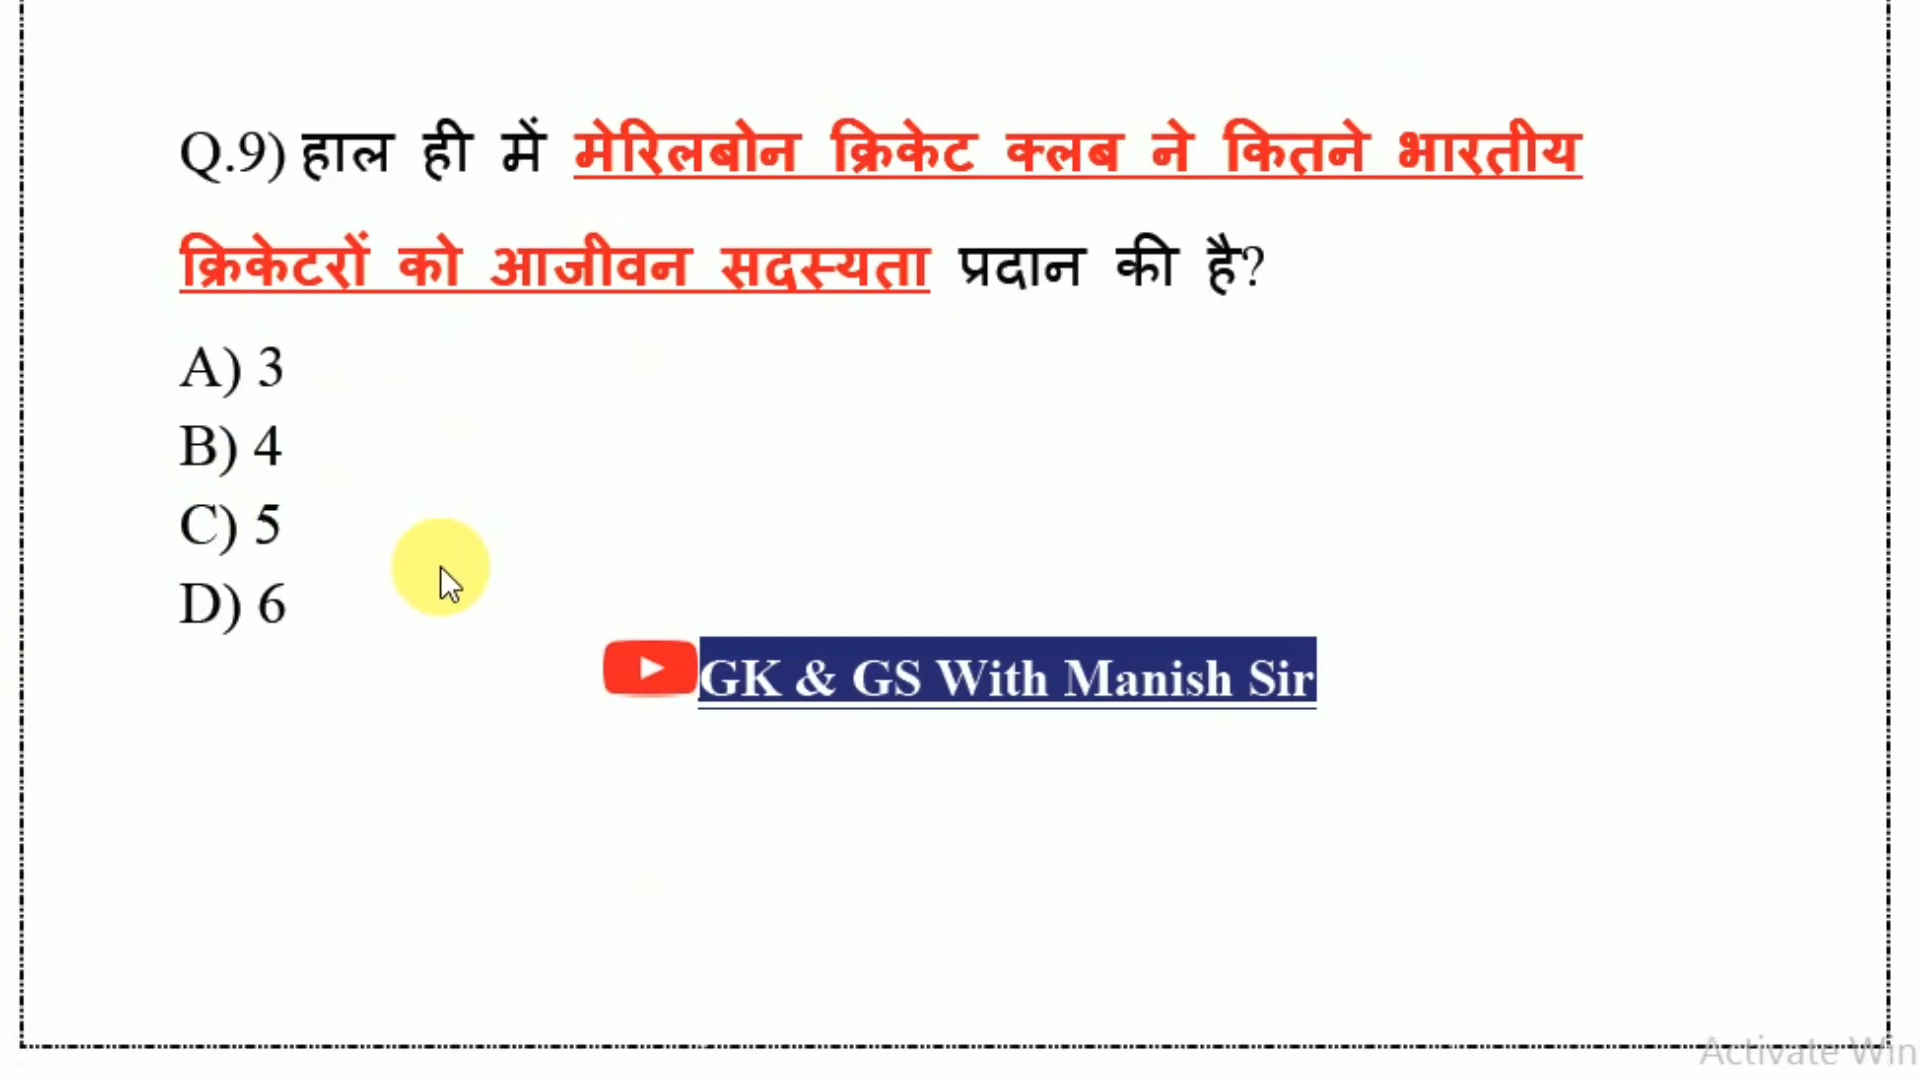 Q.9) हाल ही में मेरिलबोन क्रिकेट क्लब ने कितने भारतीय
क्रिकेटरों को आजीवन सदस्यता प्रदान की है?
A) 3
B) 4
C) 5
D) 6
GK & GS With Manish Sir
Activate Win